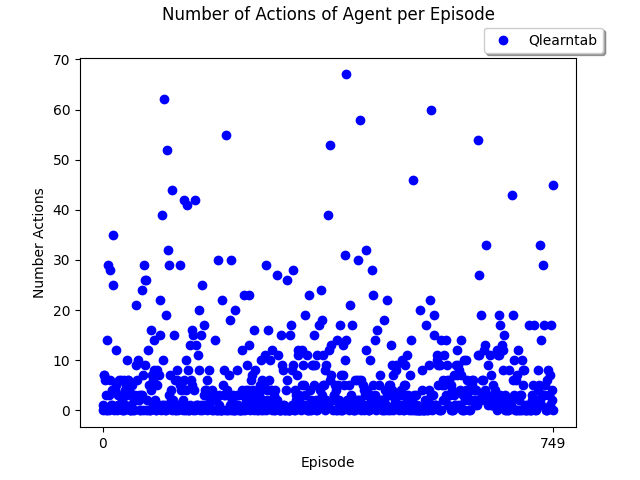 Number of Actions of Agent per Episode
Qlearntab
70
60
50
40
30
20
10
0
Number Actions
0 749
Episode